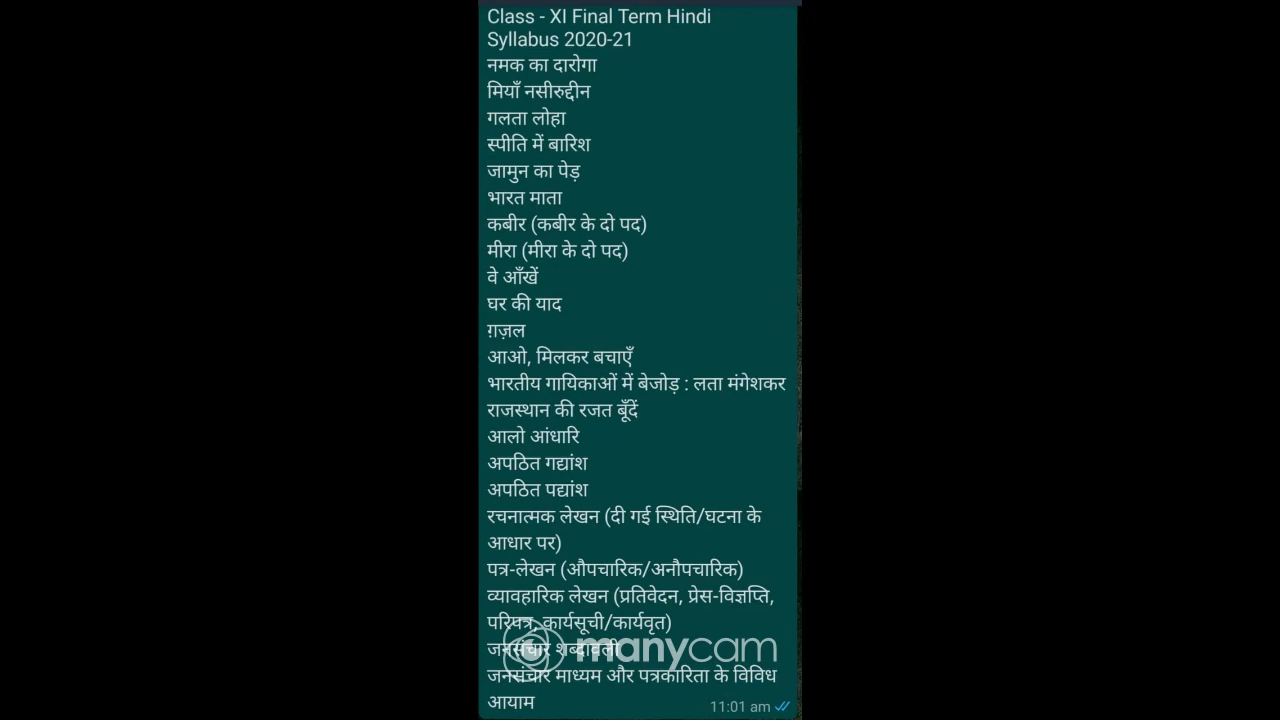 Class - XI Final Term Hindi
Syllabus 2020-21
नमक का दारोगा
मियाँ नसीरुद्दीन
गलता लोहा
स्पीति में बारिश
जामुन का पेड़
भारत माता
कबीर (कबीर के दो पद)
मीरा (मीरा के दो पद)
वे आँखें
घर की याद
ग़ज़ल
आओ, मिलकर बचाएँ
भारतीय गायिकाओं में बेजोड़ : लता मंगेशकर
राजस्थान की रजत बूँदें
आलो आंधारि
अपठित गद्यांश
अपठित पद्यांश
रचनात्मक लेखन (दी गई स्थिति/घटना के
आधार पर)
पत्र-लेखन (औपचारिक/अनौपचारिक)
व्यावहारिक लेखन (प्रतिवेदन, प्रेस-विज्ञप्ति,
परिपत्र, कार्यसूची/कार्यवृत)
जनसंचार शब्दावली
manycam
जनसंचार माध्यम और पत्रकारिता के विविध
आयाम
11:01 am